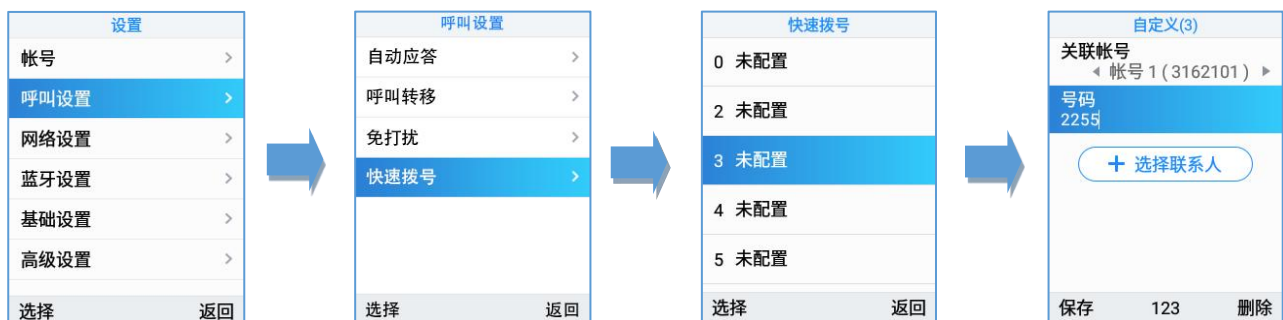 设置
帐号
呼叫设置
网络设置
蓝牙设置
基础设置
高级设置
选择 返回
呼叫设置
自动应答
呼叫转移
免打扰
快速拨号
选择 返回
快速拨号
0 未配置
2 未配置
3 未配置
4 未配置
5 未配置
选择 返回
自定义(3)
关联帐号
帐号 1 ( 3162101 )
号码
2255
+ 选择联系人
保存 123 删除